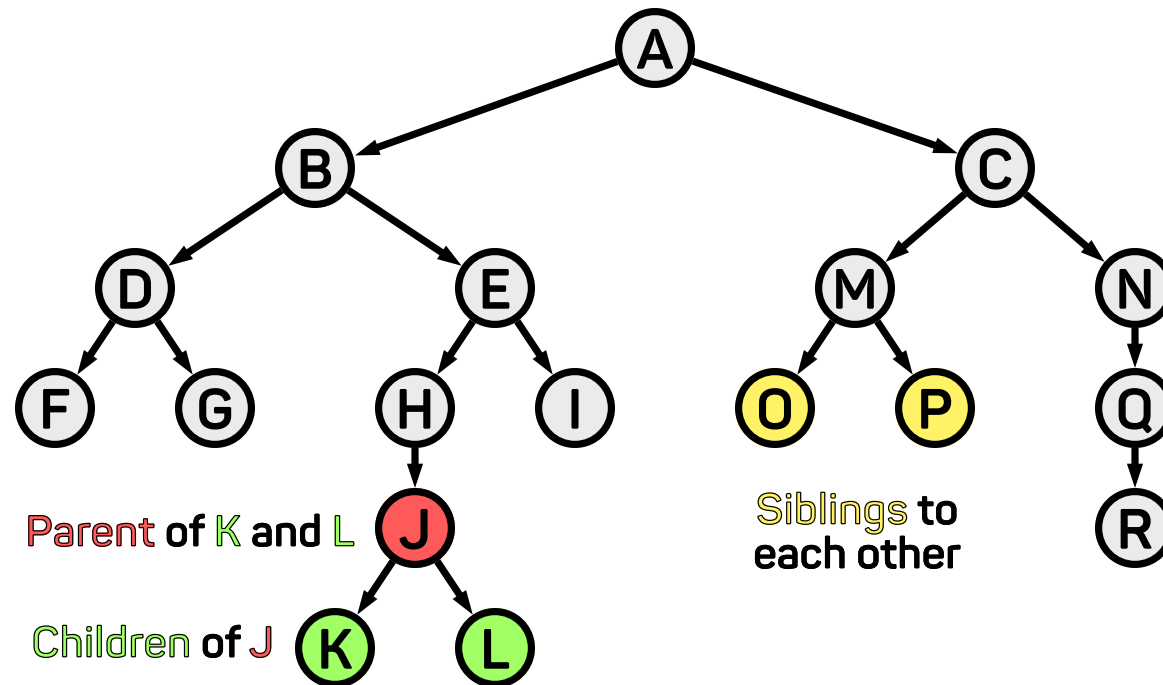 A
B
C
D
E
M
N
F
G
H
I
O
P
Q
Parent of K and L
J
Siblings to
each other
R
Children of J
K
L